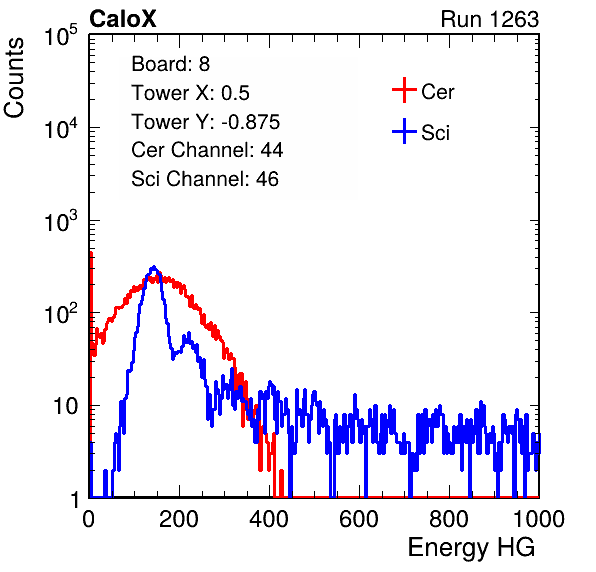 CaloX Run 1263
Counts
Board: 8
Tower X: 0.5
Tower Y: -0.875
Cer Channel: 44
Sci Channel: 46
Cer
Sci
10^5
10^4
10^3
10^2
10
1
0 200 400 600 800 1000
Energy HG